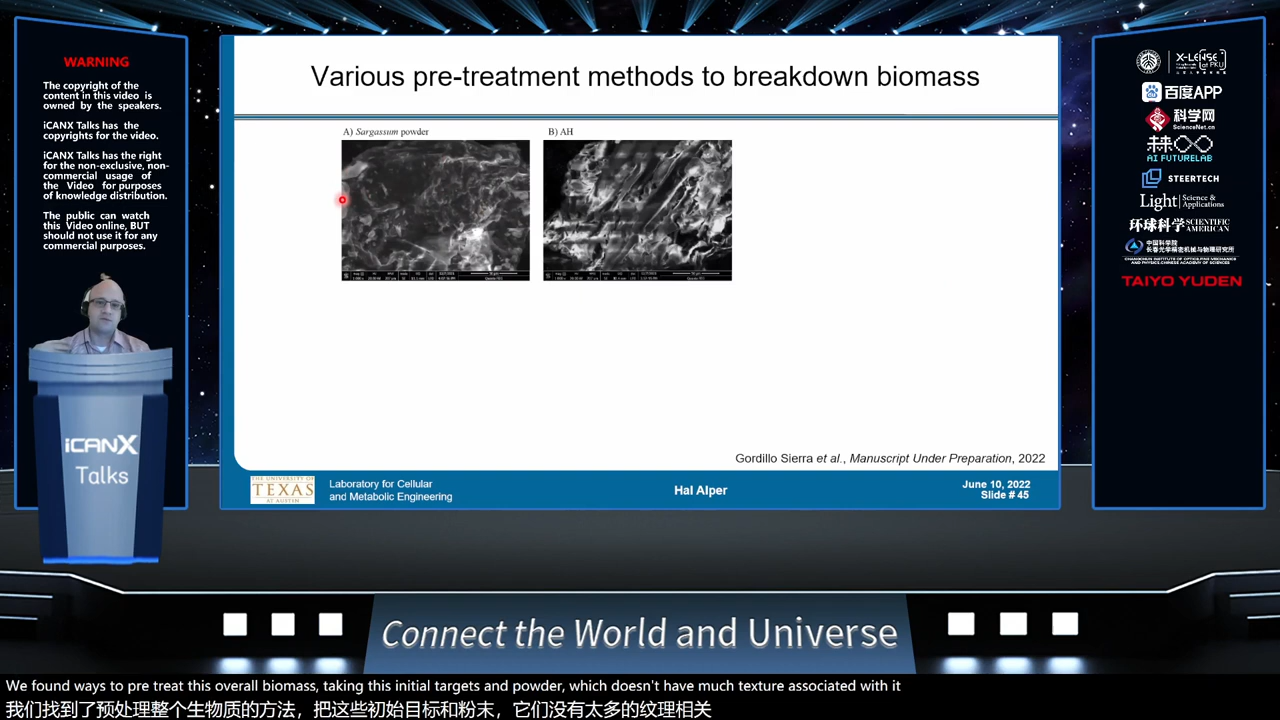 WARNING
The copyright of the
content in this video is
owned by the speakers.
iCANX Talks has the
copyrights for the video.
iCANX Talks has the right
for the non-exclusive, non-
commercial usage of
the Video for purposes
of knowledge distribution.
The public can watch
this Video online, BUT
should not use it for any
commercial purposes.
iCANX
Talks
Various pre-treatment methods to breakdown biomass
A) Sargassum powder
B) AH
Gordillo Sierra et al., Manuscript Under Preparation, 2022
THE UNIVERSITY OF
TEXAS
AT AUSTIN
Laboratory for Cellular
and Metabolic Engineering
Hal Alper
June 10, 2022
Slide # 45
X-LENSE
at PKU
百度APP
科学网
ScienceNet.cn
未来
AI FUTURELAB
STEERTECH
Light Science & Applications
环球科学 SCIENTIFIC AMERICAN
中国科学院
长春光学精密机械与物理研究所
CHANGCHUN INSTITUTE OF OPTICS, FINE MECHANICS
AND PHYSICS, CHINESE ACADEMY OF SCIENCES
TAIYO YUDEN
Connect the World and Universe
We found ways to pre treat this overall biomass, taking this initial targets and powder, which doesn't have much texture associated with it
我们找到了预处理整个生物质的方法，把这些初始目标和粉末，它们没有太多的纹理相关